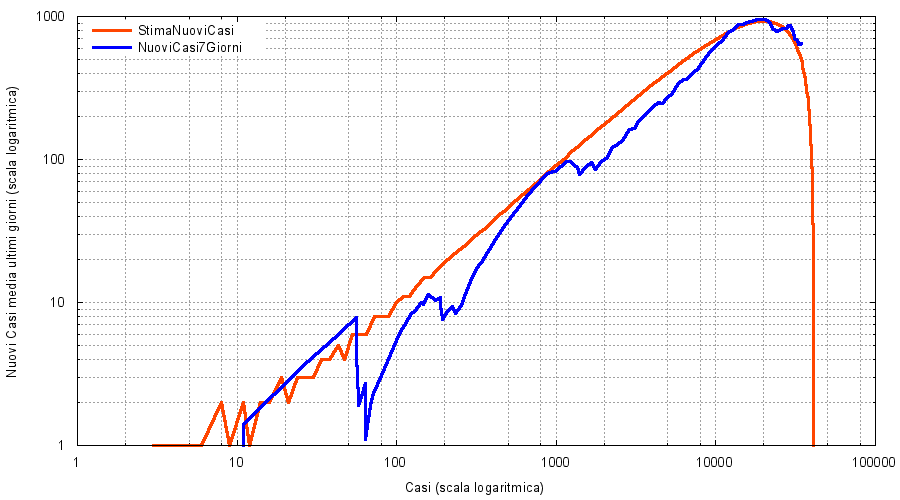 1000
StimaNuoviCasi
NuoviCasi7Giorni
100
10
1
Nuovi Casi media ultimi giorni (scala logaritmica)
1 10 100 1000 10000 100000
Casi (scala logaritmica)